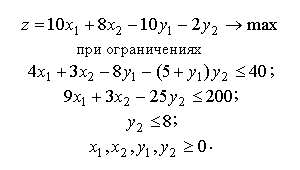 z = 10x₁ + 8x₂ − 10y₁ − 2y₂ → max
при ограничениях
4x₁ + 3x₂ − 8y₁ − (5 + y₁)y₂ ≤ 40;
9x₁ + 3x₂ − 25y₂ ≤ 200;
y₂ ≤ 8;
x₁, x₂, y₁, y₂ ≥ 0.